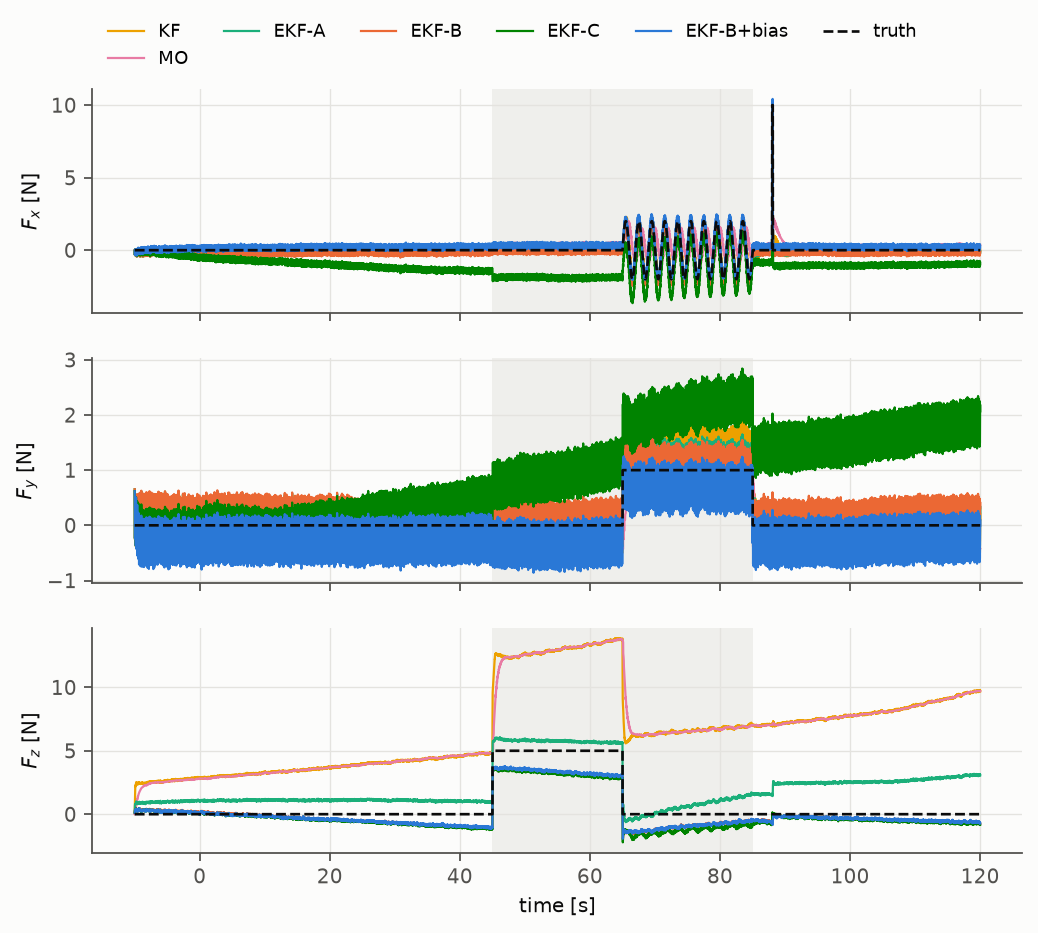 KF EKF-A EKF-B EKF-C EKF-B+bias truth
MO
10
5
0
F_x [N]
3
2
1
0
−1
F_y [N]
10
5
0
F_z [N]
0 20 40 60 80 100 120
time [s]